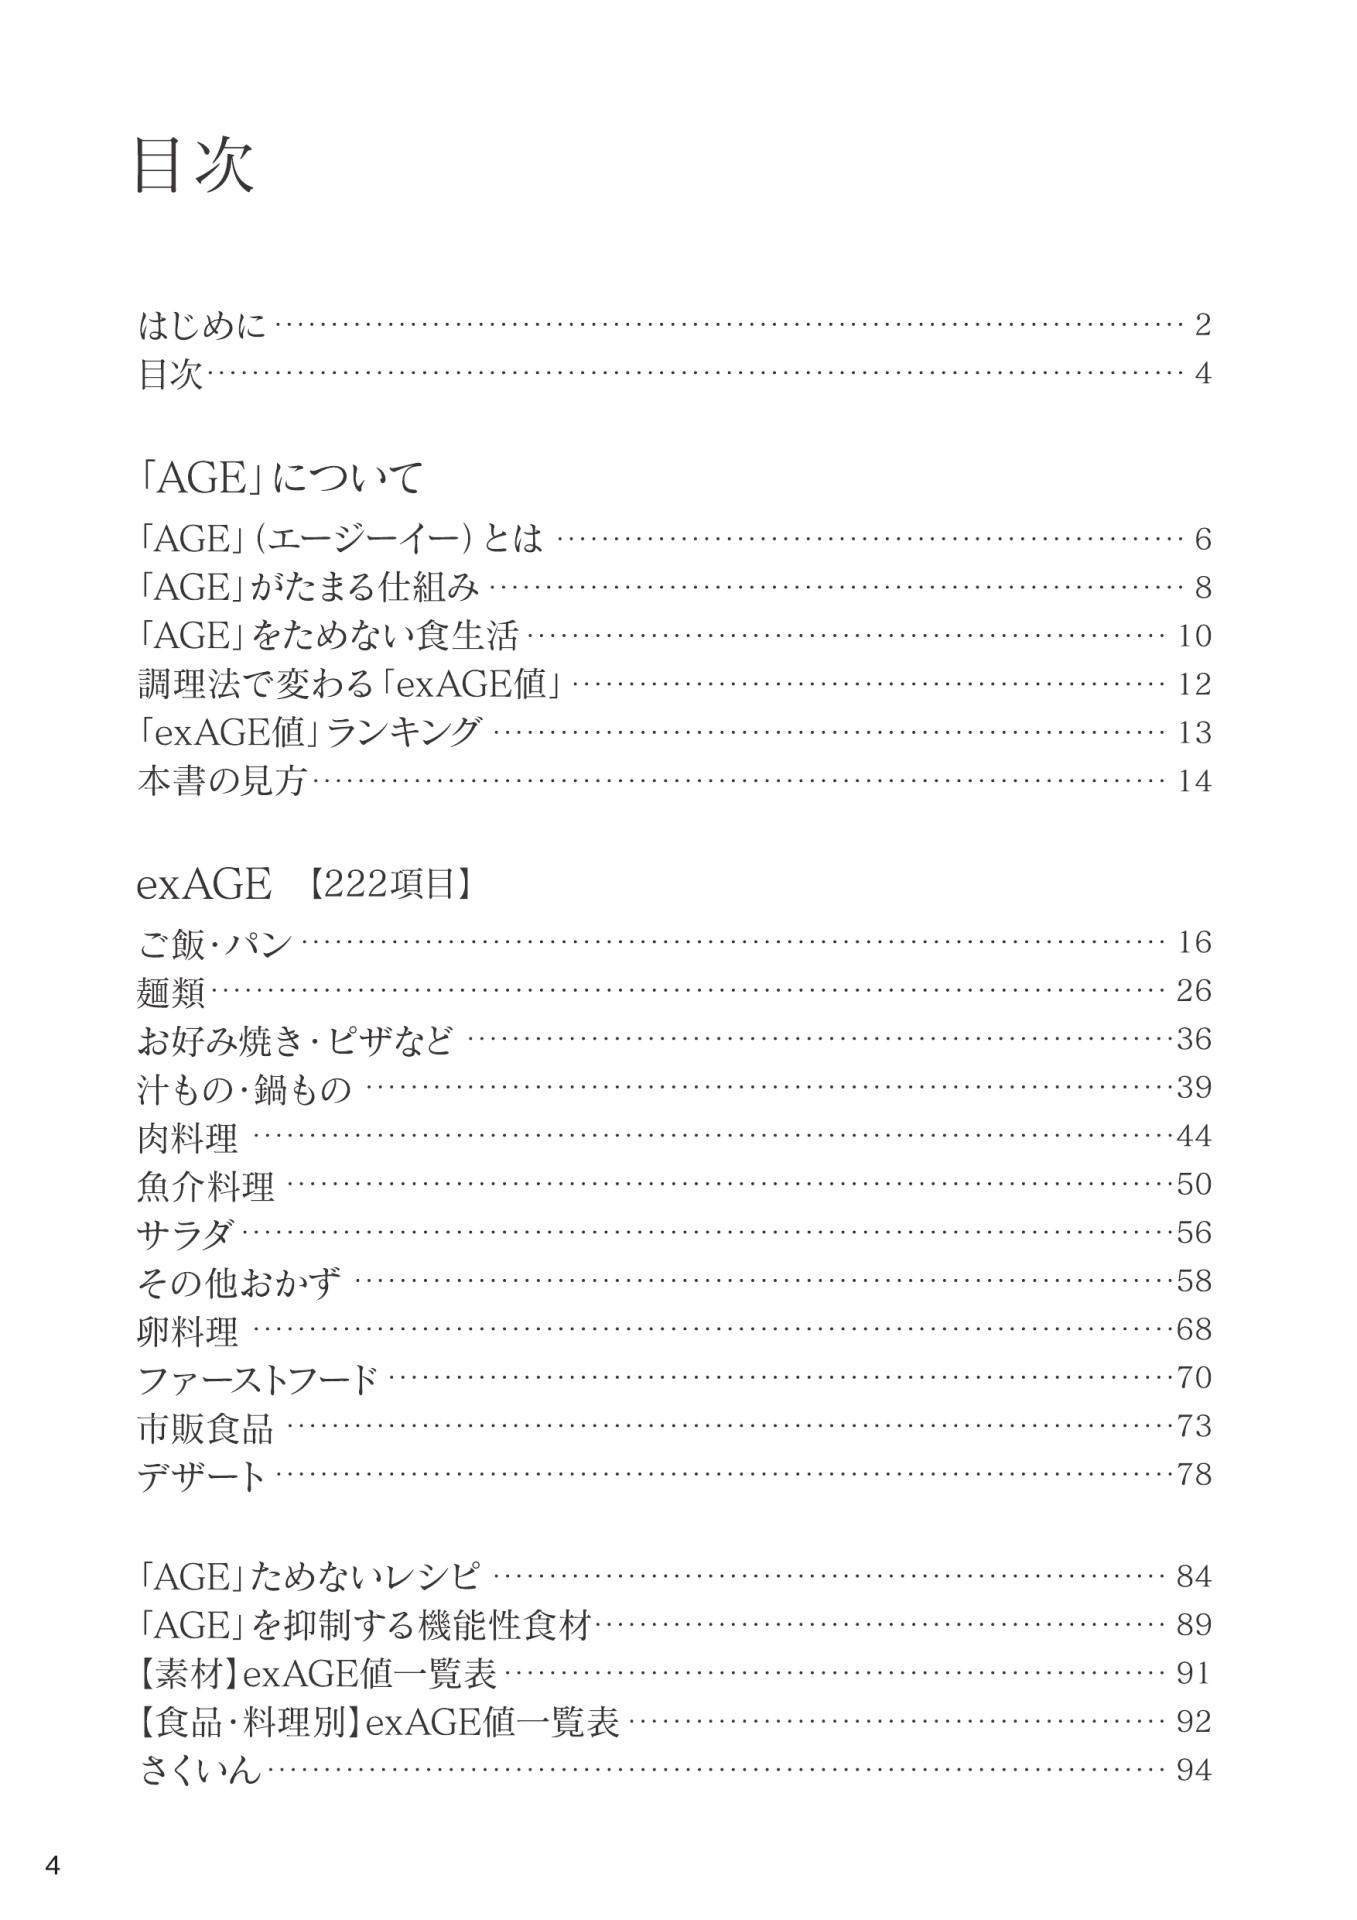 目次
はじめに 2
目次 4
「AGE」について
「AGE」(エージーイー)とは 6
「AGE」がたまる仕組み 8
「AGE」をためない食生活 10
調理法で変わる「exAGE値」 12
「exAGE値」ランキング 13
本書の見方 14
exAGE 【222項目】
ご飯・パン 16
麺類 26
お好み焼き・ピザなど 36
汁もの・鍋もの 39
肉料理 44
魚介料理 50
サラダ 56
その他おかず 58
卵料理 68
ファーストフード 70
市販食品 73
デザート 78
「AGE」ためないレシピ 84
「AGE」を抑制する機能性食材 89
【素材】exAGE値一覧表 91
【食品・料理別】exAGE値一覧表 92
さくいん 94
4